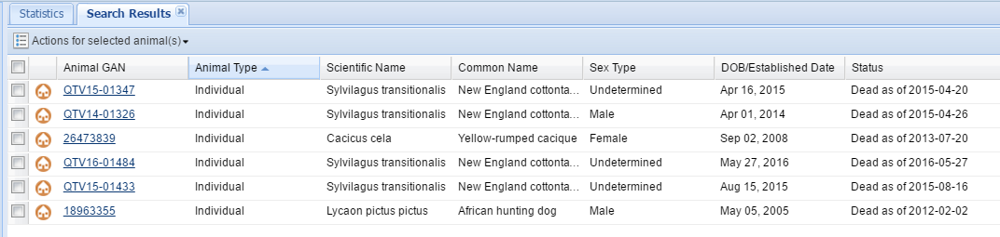 Statistics Search Results
Actions for selected animal(s)
Animal GAN Animal Type Scientific Name Common Name Sex Type DOB/Established Date Status
QTV15-01347 Individual Sylvilagus transitionalis New England cottonta... Undetermined Apr 16, 2015 Dead as of 2015-04-20
QTV14-01326 Individual Sylvilagus transitionalis New England cottonta... Male Apr 01, 2014 Dead as of 2015-04-26
26473839 Individual Cacicus cela Yellow-rumped cacique Female Sep 02, 2008 Dead as of 2013-07-20
QTV16-01484 Individual Sylvilagus transitionalis New England cottonta... Undetermined May 27, 2016 Dead as of 2016-05-27
QTV15-01433 Individual Sylvilagus transitionalis New England cottonta... Undetermined Aug 15, 2015 Dead as of 2015-08-16
18963355 Individual Lycaon pictus pictus African hunting dog Male May 05, 2005 Dead as of 2012-02-02